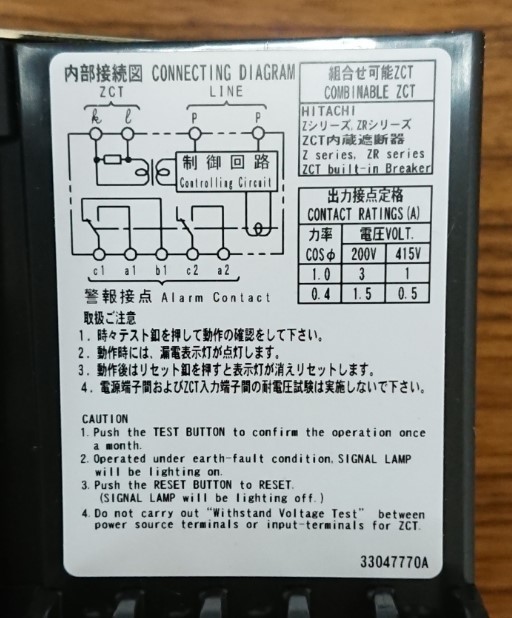 内部接続図 CONNECTING DIAGRAM
ZCT LINE
k l P P
制御回路
Controlling Circuit
c1 a1 b1 c2 a2
警報接点 Alarm Contact
組合せ可能ZCT
COMBINABLE ZCT
HITACHI
Zシリーズ, ZRシリーズ
ZCT内蔵遮断器
Z series, ZR series
ZCT built-in Breaker
出力接点定格
CONTACT RATINGS(A)
力率 電圧VOLT.
COSφ 200V 415V
1.0 3 1
0.4 1.5 0.5
取扱ご注意
1. 時々テスト釦を押して動作の確認をして下さい。
2. 動作時には、漏電表示灯が点灯します。
3. 動作後はリセット釦を押すと表示灯が消えリセットします。
4. 電源端子間およびZCT入力端子間の耐電圧試験は実施しないで下さい。
CAUTION
1. Push the TEST BUTTON to confirm the operation once
a month.
2. Operated under earth-fault condition, SIGNAL LAMP
will be lighting on.
3. Push the RESET BUTTON to RESET.
(SIGNAL LAMP will be lighting off.)
4. Do not carry out "Withstand Voltage Test" between
power source terminals or input-terminals for ZCT.
33047770A